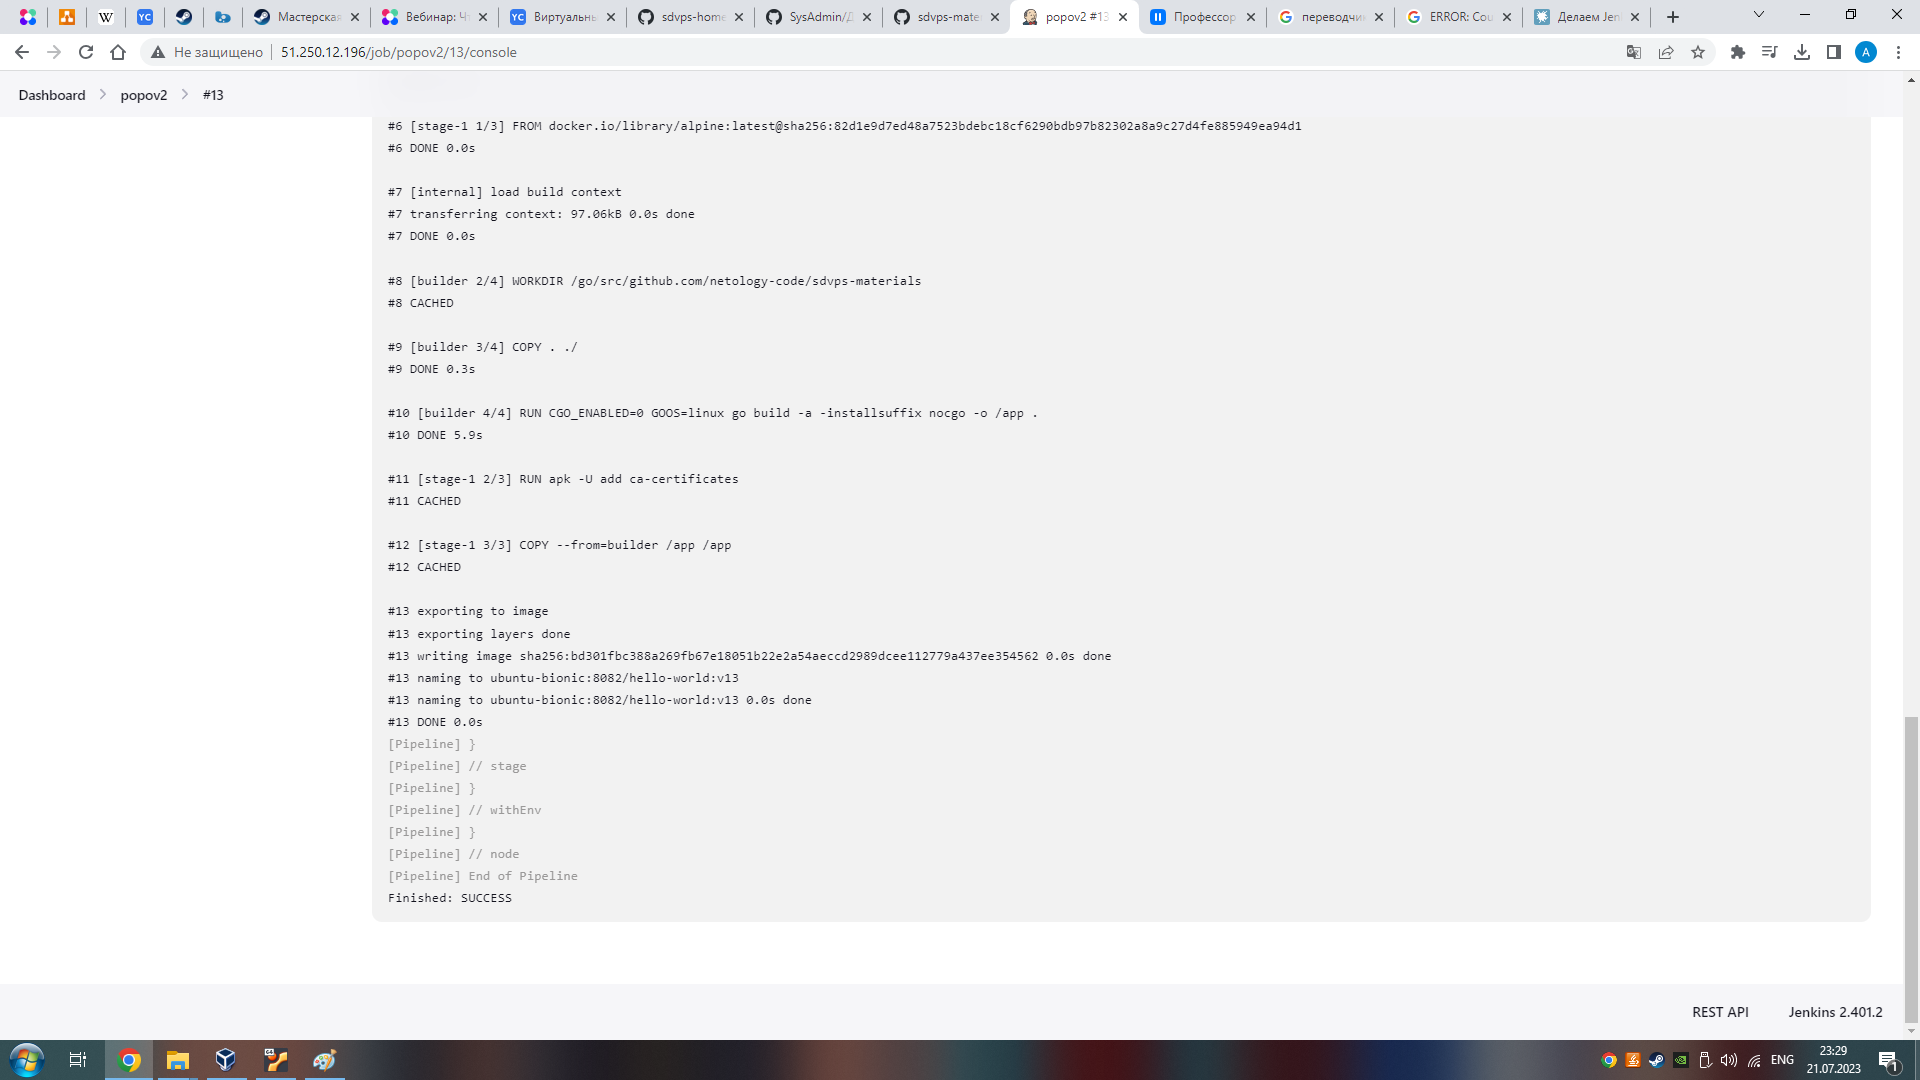 Мастерская
Вебинар: Чт
Виртуальнь
sdvps-home
SysAdmin/Д
sdvps-mate
popov2 #13
Профессор
переводчи
ERROR: Cou
Делаем Jen
Не защищено
51.250.12.196/job/popov2/13/console
A
Dashboard
popov2
#13
#6 [stage-1 1/3] FROM docker.io/library/alpine:latest@sha256:82d1e9d7ed48a7523bdebc18cf6290bdb97b82302a8a9c27d4fe885949ea94d1
#6 DONE 0.0s
#7 [internal] load build context
#7 transferring context: 97.06kB 0.0s done
#7 DONE 0.0s
#8 [builder 2/4] WORKDIR /go/src/github.com/netology-code/sdvps-materials
#8 CACHED
#9 [builder 3/4] COPY . ./
#9 DONE 0.3s
#10 [builder 4/4] RUN CGO_ENABLED=0 GOOS=linux go build -a -installsuffix nocgo -o /app .
#10 DONE 5.9s
#11 [stage-1 2/3] RUN apk -U add ca-certificates
#11 CACHED
#12 [stage-1 3/3] COPY --from=builder /app /app
#12 CACHED
#13 exporting to image
#13 exporting layers done
#13 writing image sha256:bd301fbc388a269fb67e18051b22e2a54aeccd2989dcee112779a437ee354562 0.0s done
#13 naming to ubuntu-bionic:8082/hello-world:v13
#13 naming to ubuntu-bionic:8082/hello-world:v13 0.0s done
#13 DONE 0.0s
[Pipeline] }
[Pipeline] // stage
[Pipeline] }
[Pipeline] // withEnv
[Pipeline] }
[Pipeline] // node
[Pipeline] End of Pipeline
Finished: SUCCESS
REST API
Jenkins 2.401.2
ENG
23:29
21.07.2023
1